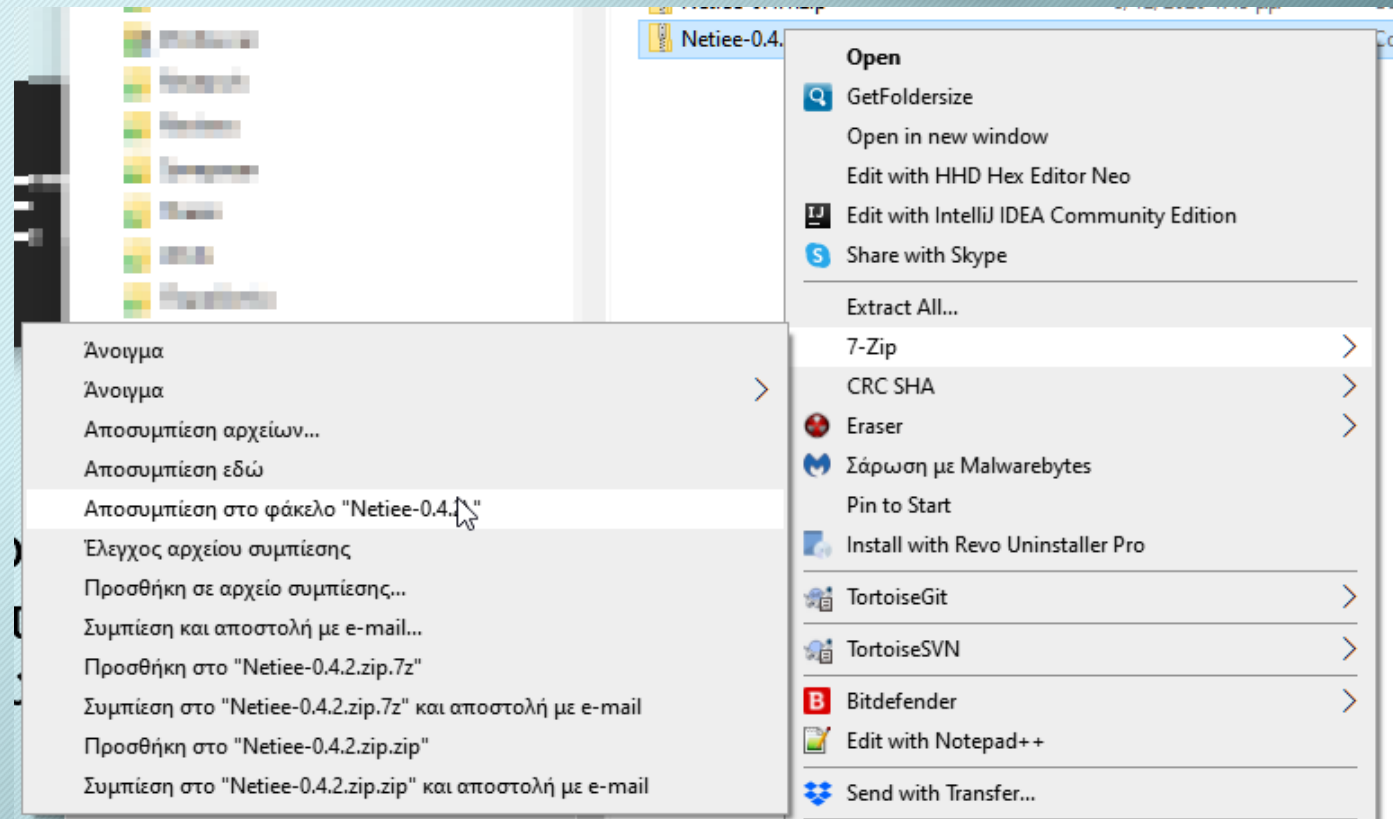 Netiee-0.4.
Open
GetFoldersize
Open in new window
Edit with HHD Hex Editor Neo
Edit with IntelliJ IDEA Community Edition
Share with Skype
Extract All...
7-Zip
CRC SHA
Eraser
Σάρωση με Malwarebytes
Pin to Start
Install with Revo Uninstaller Pro
TortoiseGit
TortoiseSVN
Bitdefender
Edit with Notepad++
Send with Transfer...
Άνοιγμα
Άνοιγμα
Αποσυμπίεση αρχείων...
Αποσυμπίεση εδώ
Αποσυμπίεση στο φάκελο "Netiee-0.4.2\"
Έλεγχος αρχείου συμπίεσης
Προσθήκη σε αρχείο συμπίεσης...
Συμπίεση και αποστολή με e-mail...
Προσθήκη στο "Netiee-0.4.2.zip.7z"
Συμπίεση στο "Netiee-0.4.2.zip.7z" και αποστολή με e-mail
Προσθήκη στο "Netiee-0.4.2.zip.zip"
Συμπίεση στο "Netiee-0.4.2.zip.zip" και αποστολή με e-mail